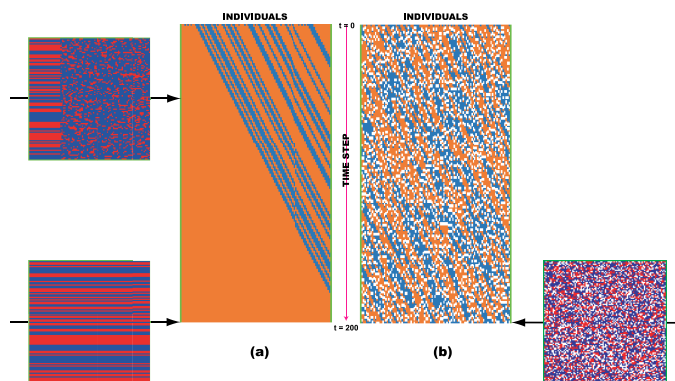 INDIVIDUALS
t = 0
INDIVIDUALS
TIME STEP
t = 200
(a)
(b)